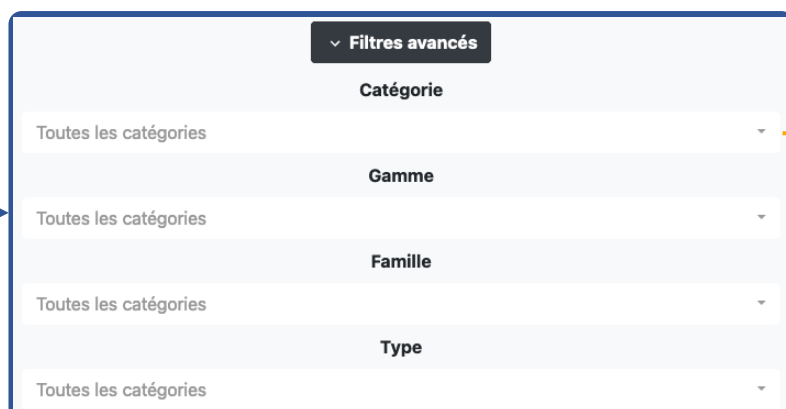 Filtres avancés
Catégorie
Toutes les catégories
Gamme
Toutes les catégories
Famille
Toutes les catégories
Type
Toutes les catégories